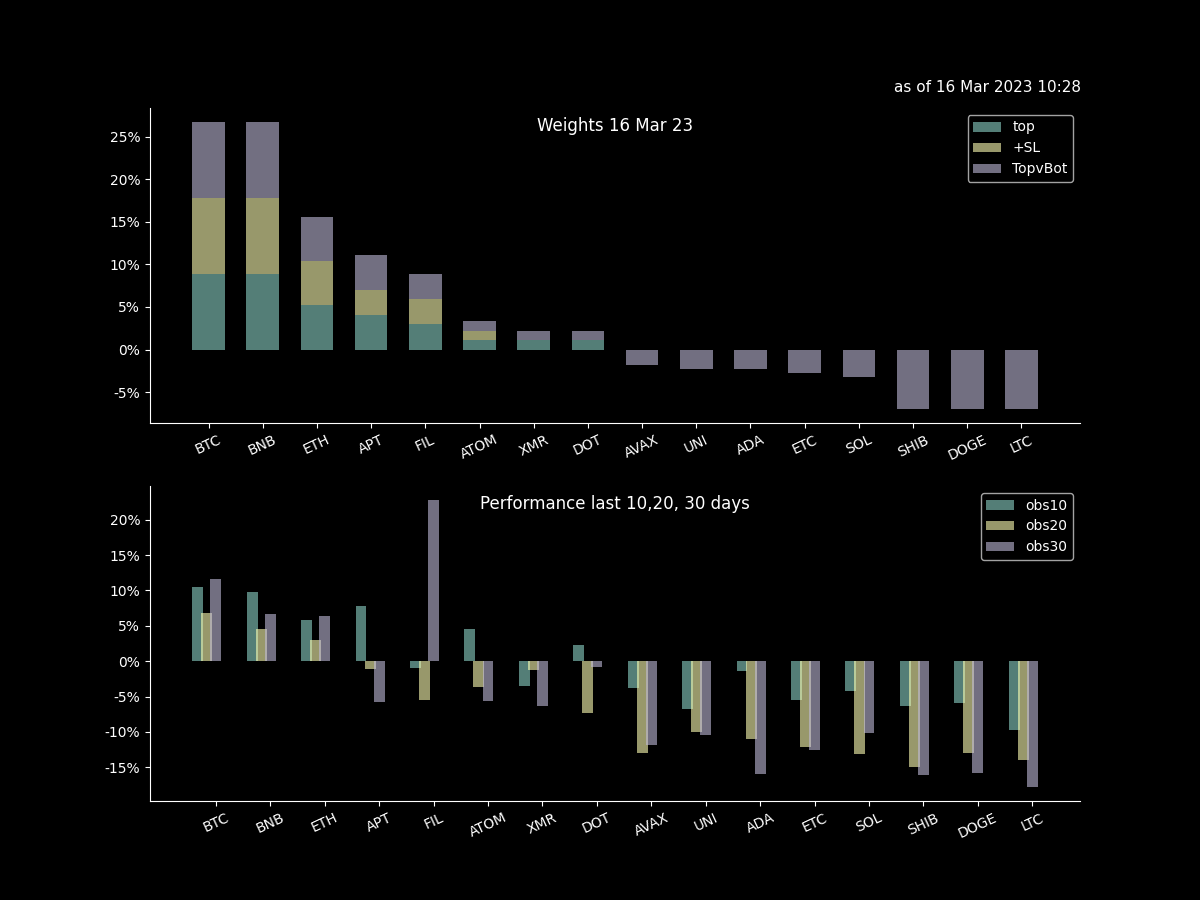 as of 16 Mar 2023 10:28
Weights 16 Mar 23
top
+SL
TopvBot
25%
20%
15%
10%
5%
0%
-5%
BTC BNB ETH APT FIL ATOM XMR DOT AVAX UNI ADA ETC SOL SHIB DOGE LTC
Performance last 10,20, 30 days
obs10
obs20
obs30
20%
15%
10%
5%
0%
-5%
-10%
-15%
BTC BNB ETH APT FIL ATOM XMR DOT AVAX UNI ADA ETC SOL SHIB DOGE LTC